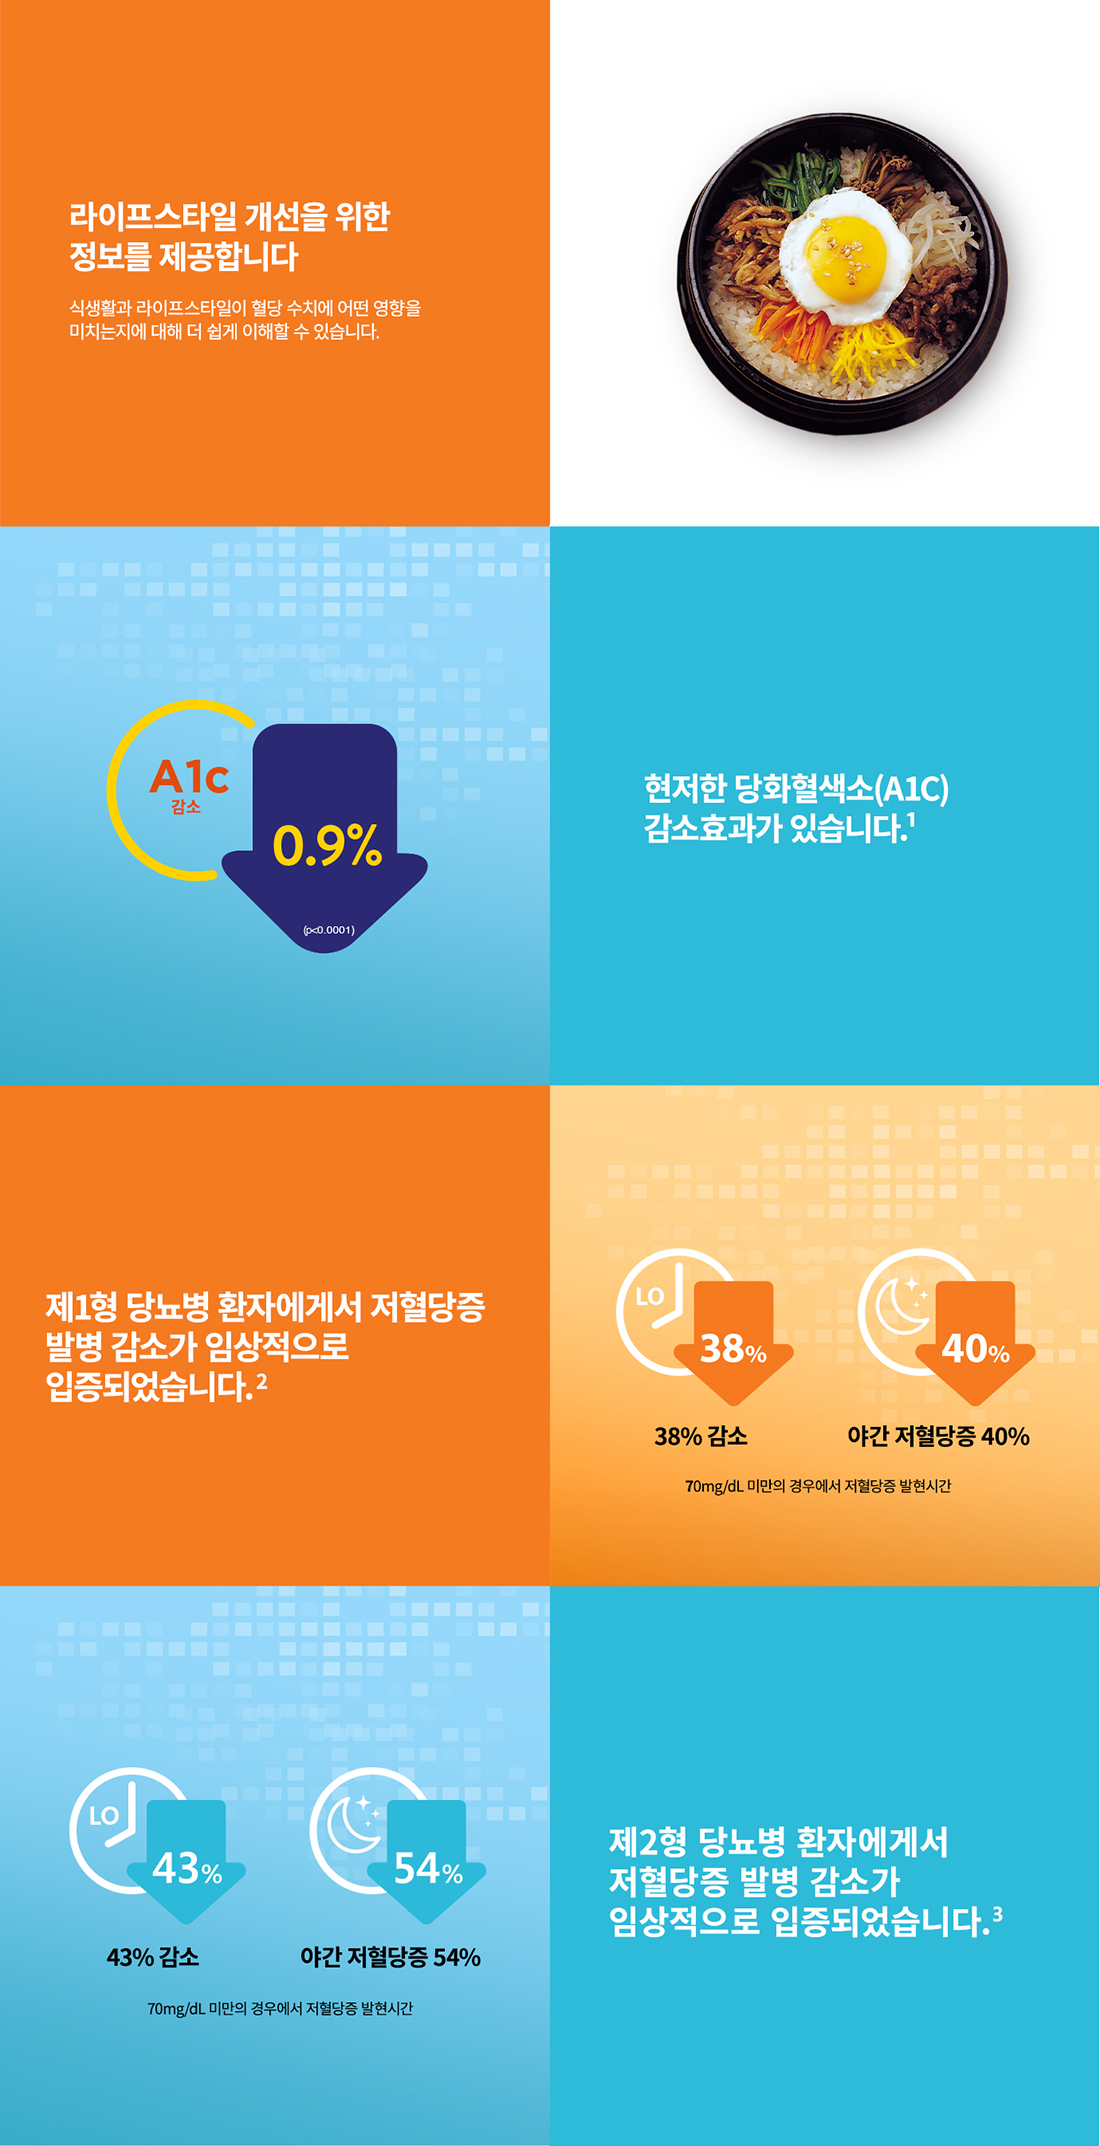 라이프스타일 개선을 위한
정보를 제공합니다
식생활과 라이프스타일이 혈당 수치에 어떤 영향을
미치는지에 대해 더 쉽게 이해할 수 있습니다.
A1c
감소
0.9%
(p<0.0001)
현저한 당화혈색소(A1C)
감소효과가 있습니다.¹
제1형 당뇨병 환자에게서 저혈당증
발병 감소가 임상적으로
입증되었습니다.²
LO
38%
40%
38% 감소
야간 저혈당증 40%
70mg/dL 미만의 경우에서 저혈당증 발현시간
LO
43%
54%
43% 감소
야간 저혈당증 54%
70mg/dL 미만의 경우에서 저혈당증 발현시간
제2형 당뇨병 환자에게서
저혈당증 발병 감소가
임상적으로 입증되었습니다.³